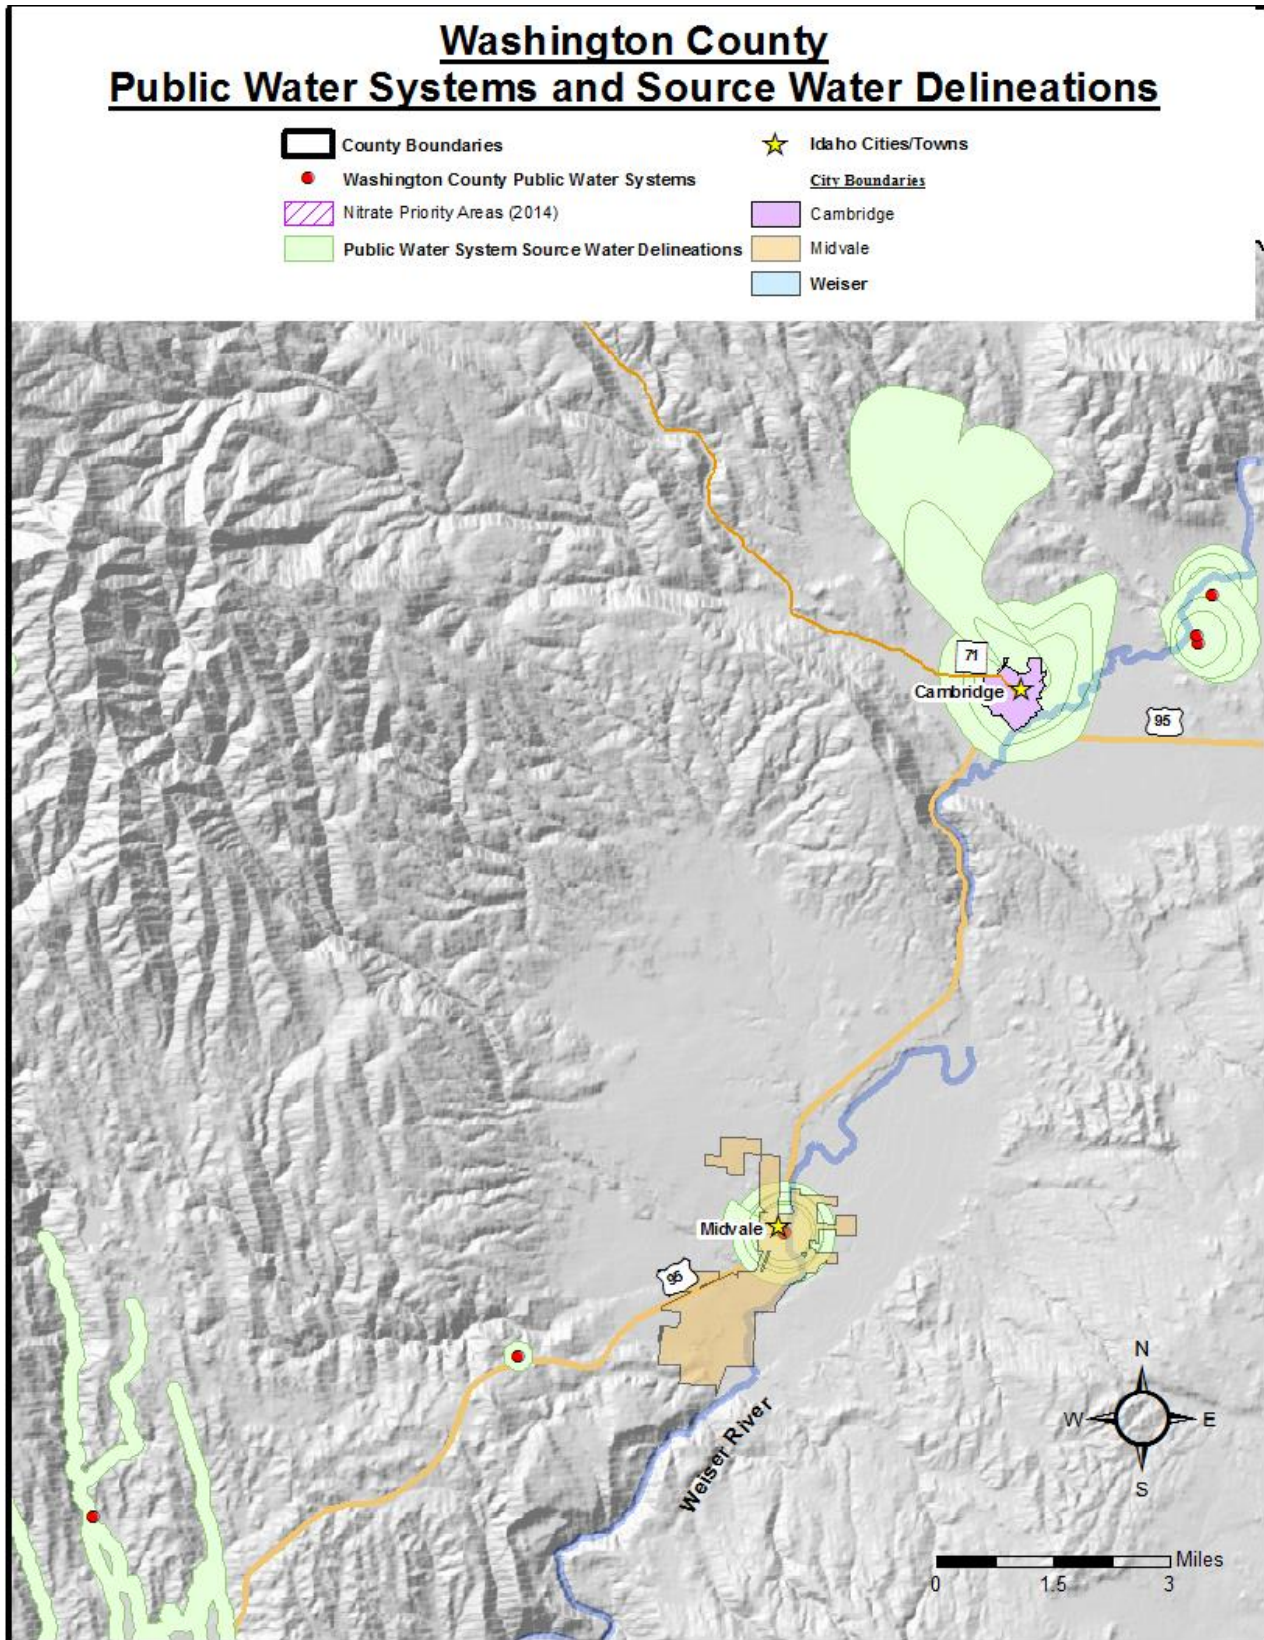 Washington County
Public Water Systems and Source Water Delineations
County Boundaries
Washington County Public Water Systems
Nitrate Priority Areas (2014)
Public Water System Source Water Delineations
Idaho Cities/Towns
City Boundaries
Cambridge
Midvale
Weiser
71
Cambridge
95
Midvale
95
Weiser River
N
W E
S
Miles
0 1.5 3